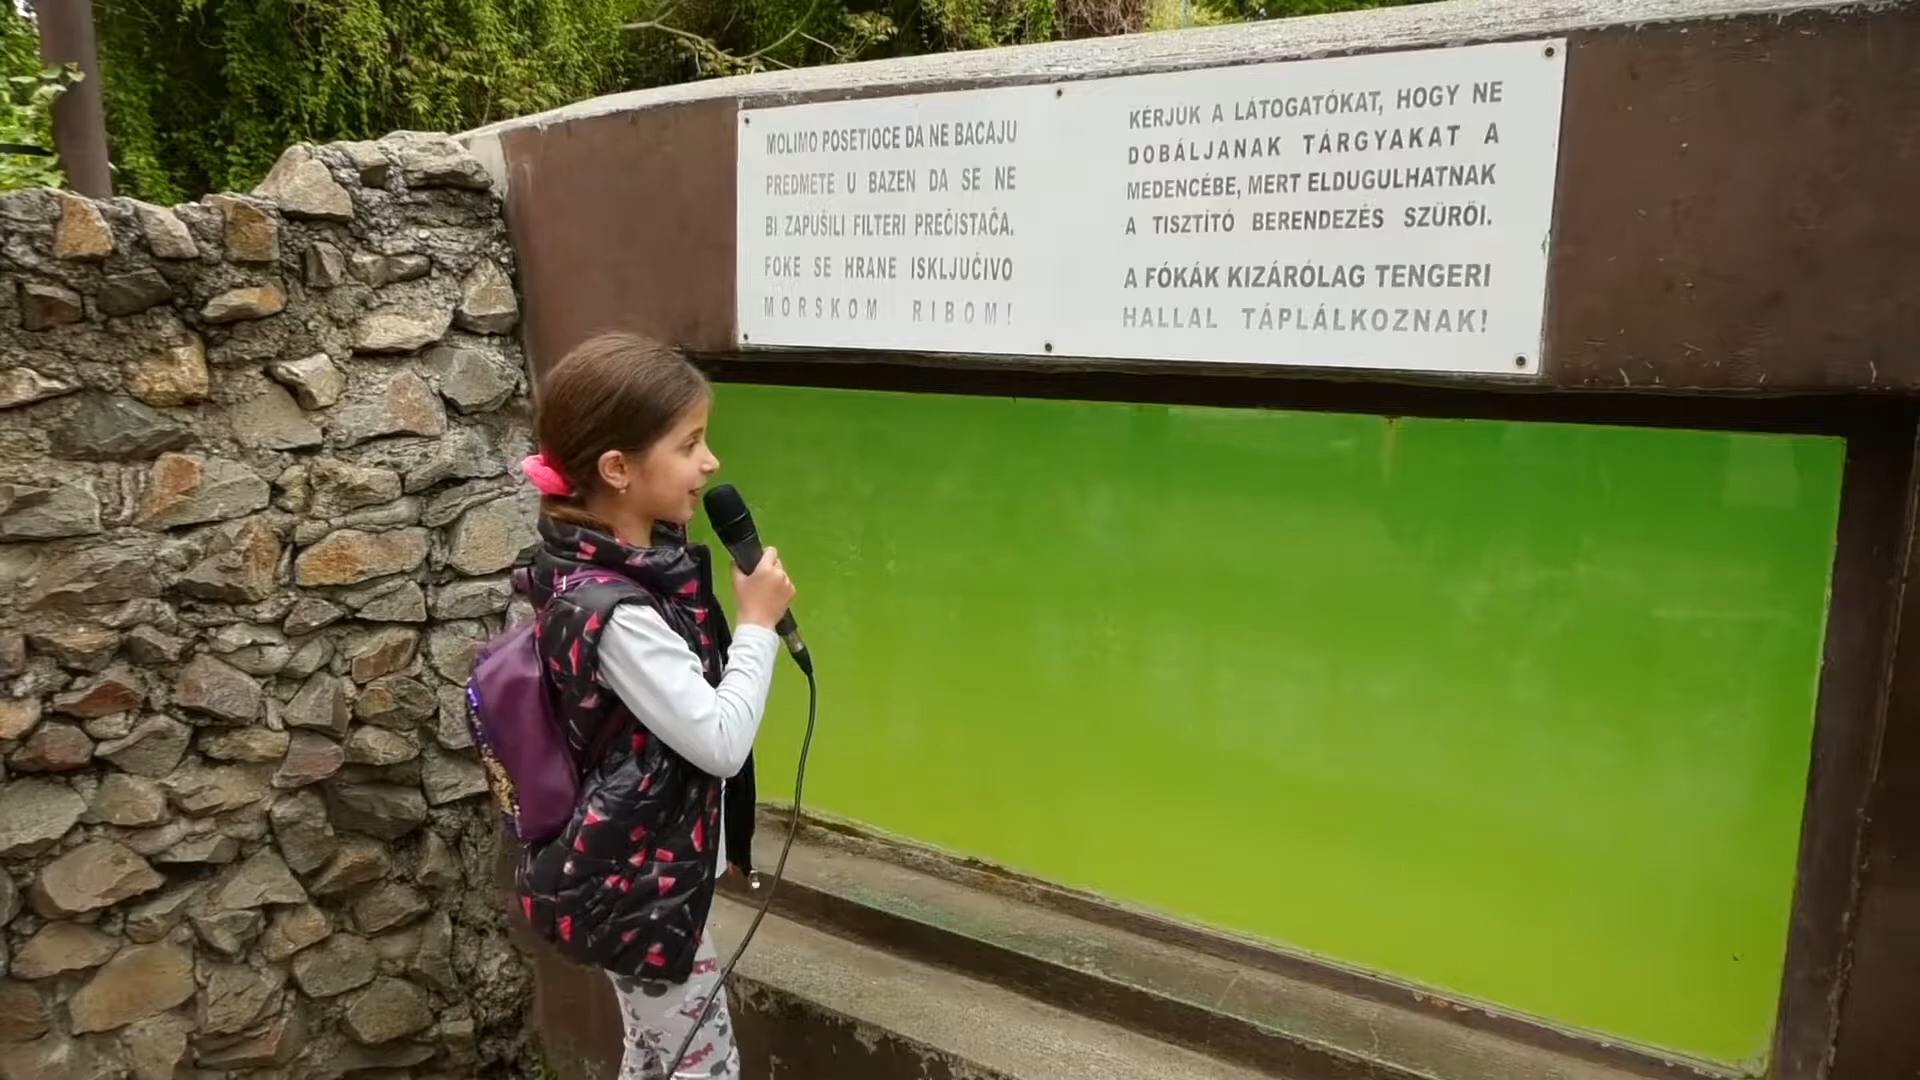 MOLIMO POSETIOCE DA NE BACAJU
PREDMETE U BAZEN DA SE NE
BI ZAPUŠILI FILTERI PREČISTAČA.
FOKE SE HRANE ISKLJUČIVO
MORSKOM RIBOM!
KÉRJÜK A LÁTOGATÓKAT, HOGY NE
DOBÁLJANAK TÁRGYAKAT A
MEDENCÉBE, MERT ELDUGULHATNAK
A TISZTÍTÓ BERENDEZÉS SZŰRŐI.
A FÓKÁK KIZÁRÓLAG TENGERI
HALLAL TÁPLÁLKOZNAK!